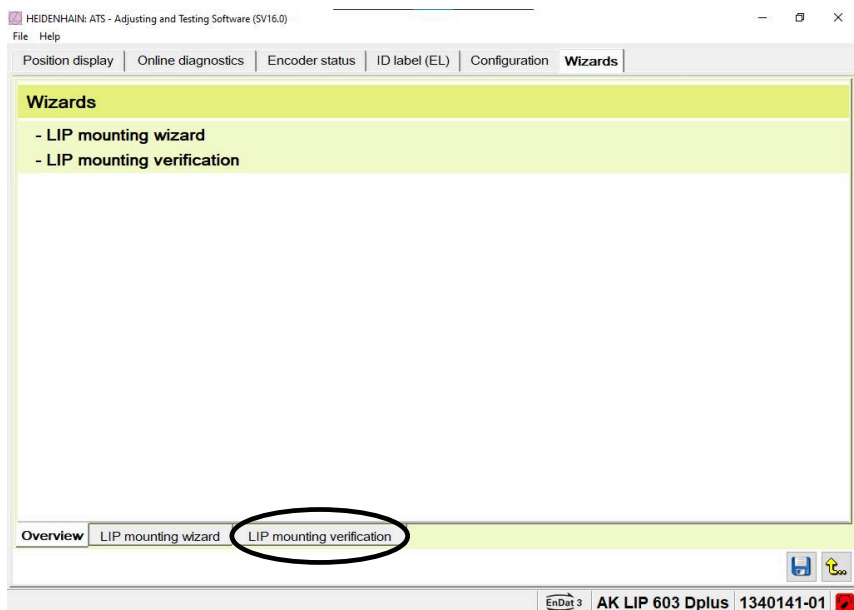 HEIDENHAIN: ATS - Adjusting and Testing Software (SV16.0)
File Help
Position display Online diagnostics Encoder status ID label (EL) Configuration Wizards
Wizards
- LIP mounting wizard
- LIP mounting verification
Overview LIP mounting wizard LIP mounting verification
EnDat 3 AK LIP 603 Dplus 1340141-01